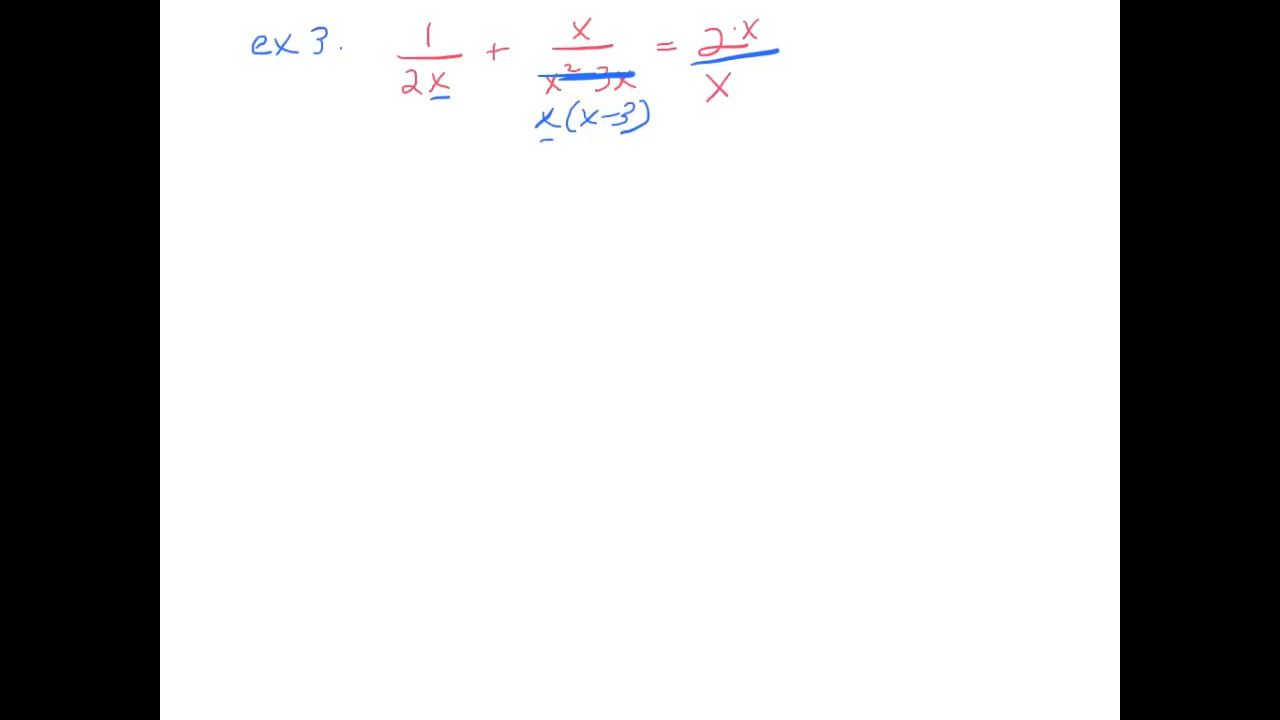 ex 3. 1/2x + x/x² - 3x = 2·x/x
x(x-3)